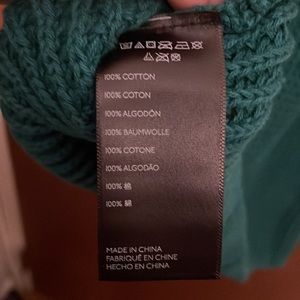 100% COTTON
100% COTON
100% ALGODÓN
100% BAUMWOLLE
100% COTONE
100% ALGODÃO
100% 棉
100% 綿
MADE IN CHINA
FABRIQUÉ EN CHINE
HECHO EN CHINA